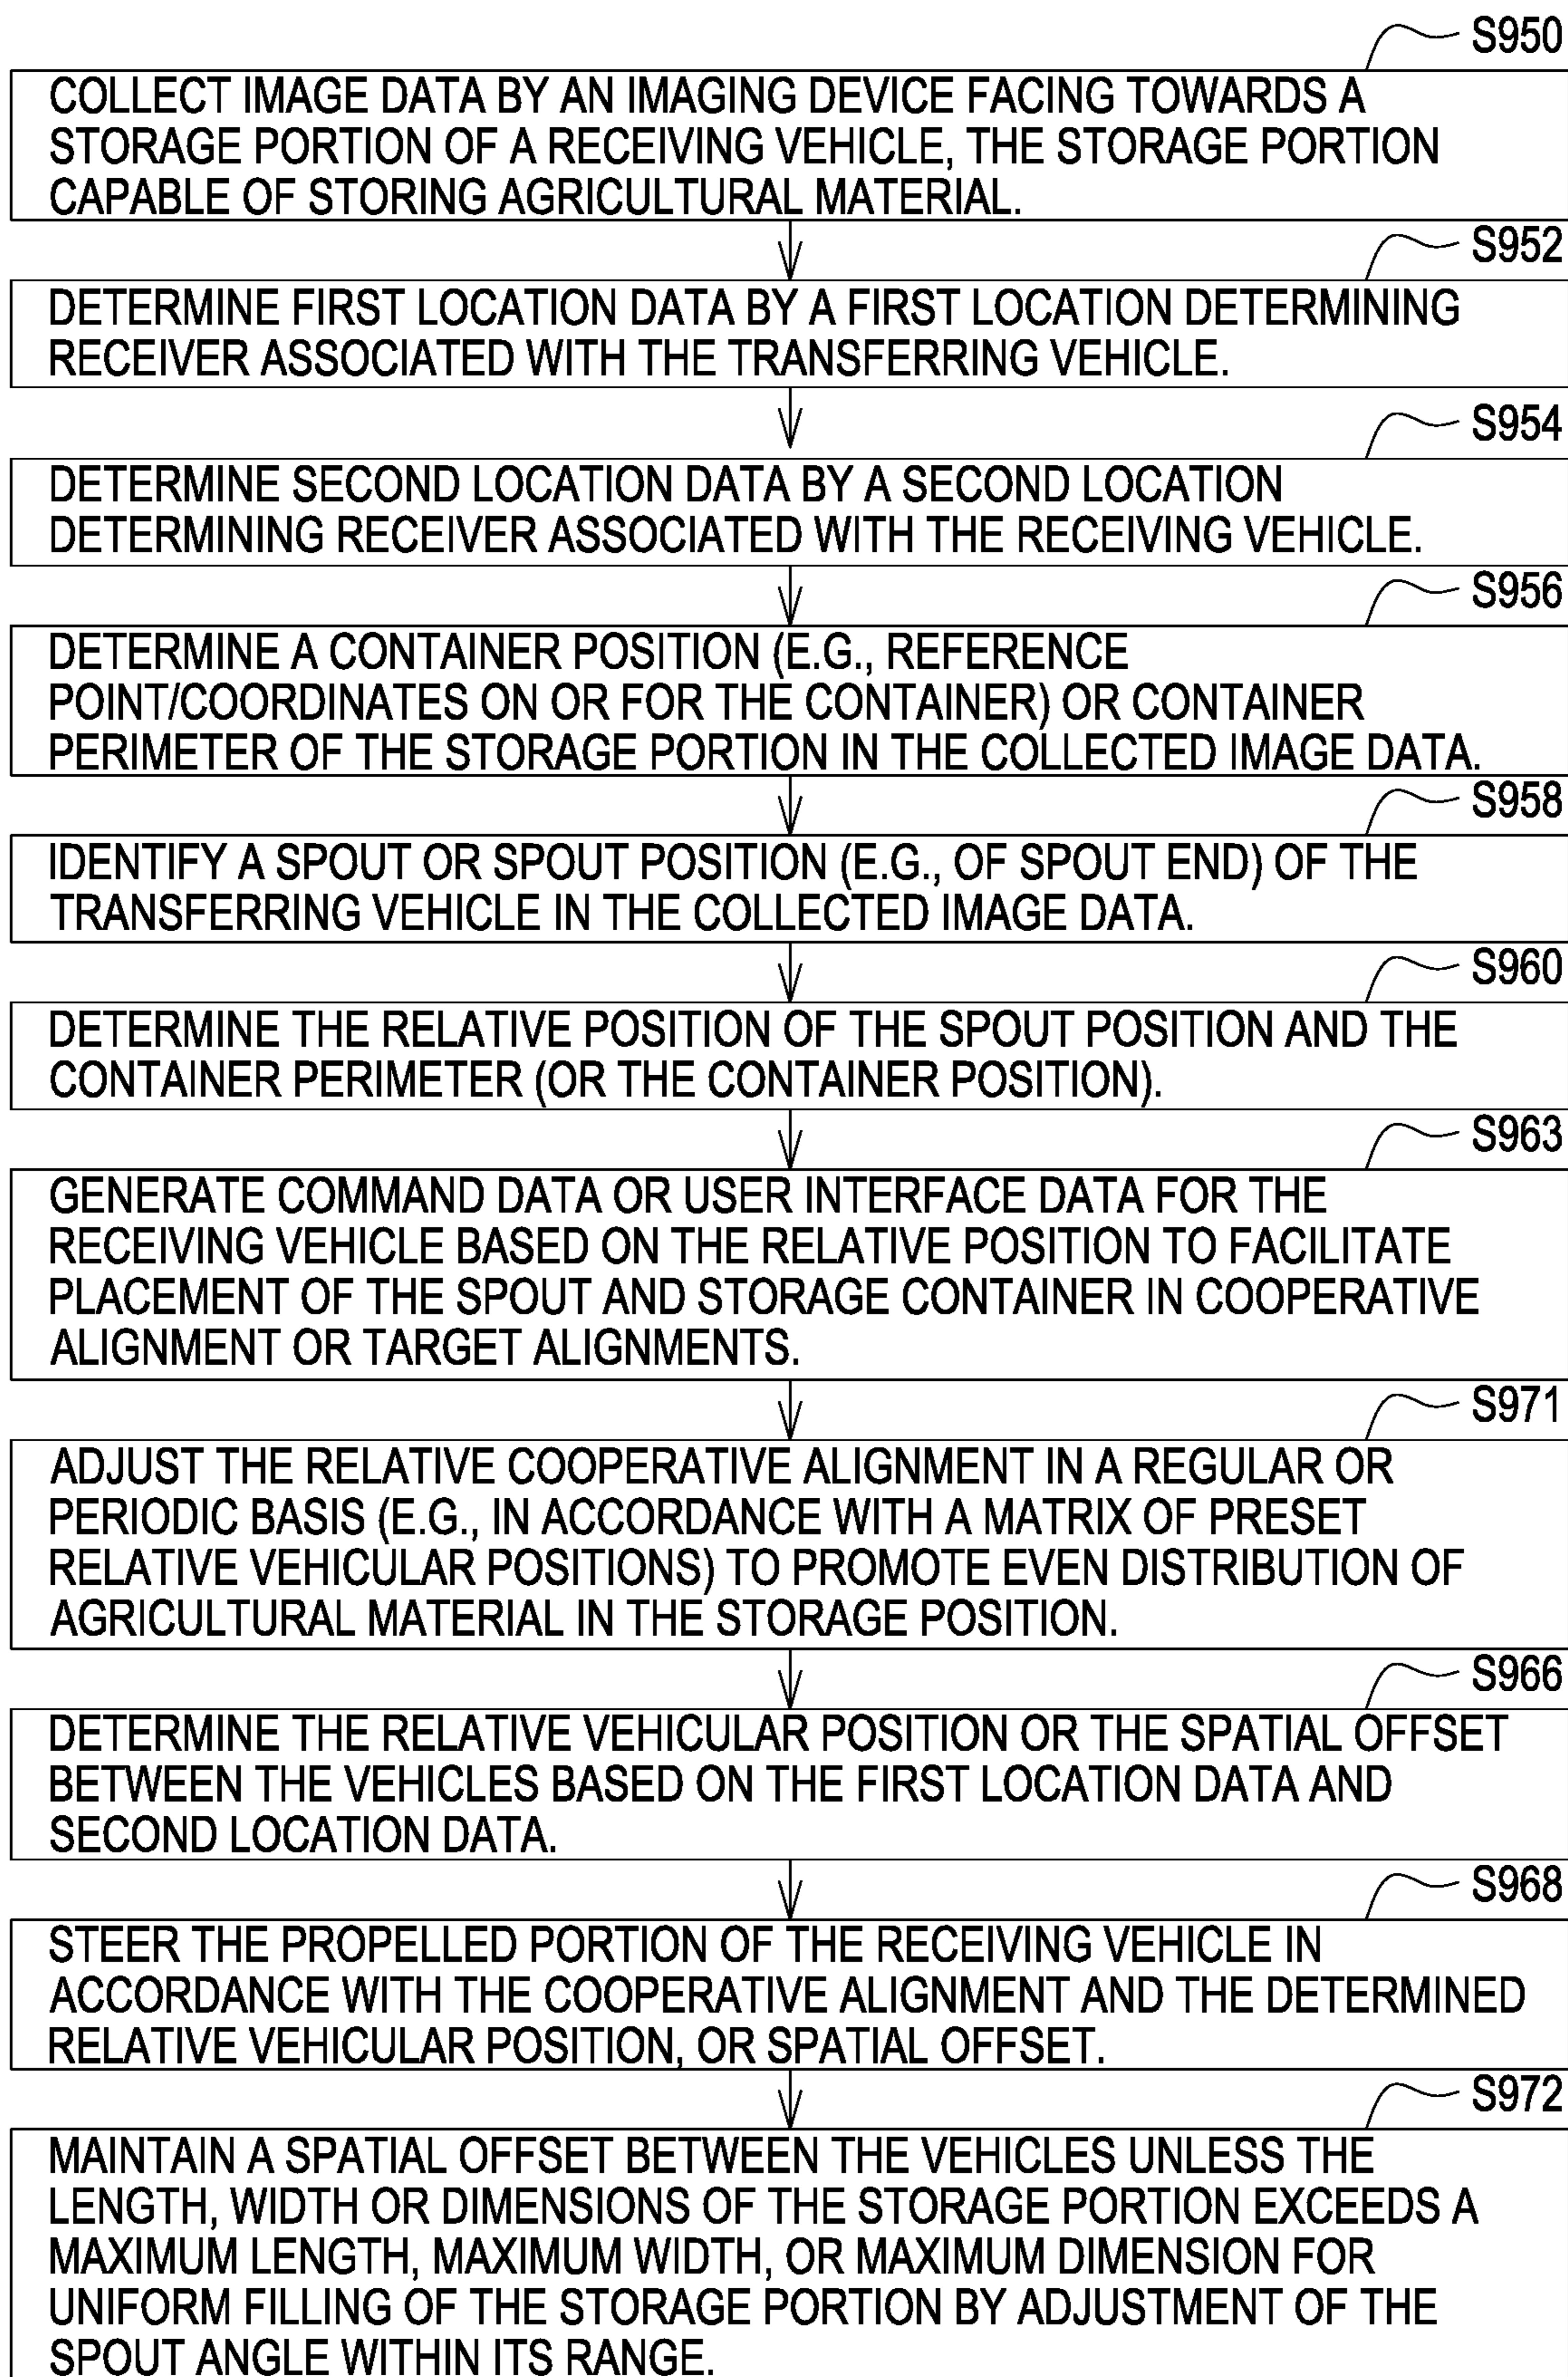 S950
COLLECT IMAGE DATA BY AN IMAGING DEVICE FACING TOWARDS A
STORAGE PORTION OF A RECEIVING VEHICLE, THE STORAGE PORTION
CAPABLE OF STORING AGRICULTURAL MATERIAL.
S952
DETERMINE FIRST LOCATION DATA BY A FIRST LOCATION DETERMINING
RECEIVER ASSOCIATED WITH THE TRANSFERRING VEHICLE.
S954
DETERMINE SECOND LOCATION DATA BY A SECOND LOCATION
DETERMINING RECEIVER ASSOCIATED WITH THE RECEIVING VEHICLE.
S956
DETERMINE A CONTAINER POSITION (E.G., REFERENCE
POINT/COORDINATES ON OR FOR THE CONTAINER) OR CONTAINER
PERIMETER OF THE STORAGE PORTION IN THE COLLECTED IMAGE DATA.
S958
IDENTIFY A SPOUT OR SPOUT POSITION (E.G., OF SPOUT END) OF THE
TRANSFERRING VEHICLE IN THE COLLECTED IMAGE DATA.
S960
DETERMINE THE RELATIVE POSITION OF THE SPOUT POSITION AND THE
CONTAINER PERIMETER (OR THE CONTAINER POSITION).
S963
GENERATE COMMAND DATA OR USER INTERFACE DATA FOR THE
RECEIVING VEHICLE BASED ON THE RELATIVE POSITION TO FACILITATE
PLACEMENT OF THE SPOUT AND STORAGE CONTAINER IN COOPERATIVE
ALIGNMENT OR TARGET ALIGNMENTS.
S971
ADJUST THE RELATIVE COOPERATIVE ALIGNMENT IN A REGULAR OR
PERIODIC BASIS (E.G., IN ACCORDANCE WITH A MATRIX OF PRESET
RELATIVE VEHICULAR POSITIONS) TO PROMOTE EVEN DISTRIBUTION OF
AGRICULTURAL MATERIAL IN THE STORAGE POSITION.
S966
DETERMINE THE RELATIVE VEHICULAR POSITION OR THE SPATIAL OFFSET
BETWEEN THE VEHICLES BASED ON THE FIRST LOCATION DATA AND
SECOND LOCATION DATA.
S968
STEER THE PROPELLED PORTION OF THE RECEIVING VEHICLE IN
ACCORDANCE WITH THE COOPERATIVE ALIGNMENT AND THE DETERMINED
RELATIVE VEHICULAR POSITION, OR SPATIAL OFFSET.
S972
MAINTAIN A SPATIAL OFFSET BETWEEN THE VEHICLES UNLESS THE
LENGTH, WIDTH OR DIMENSIONS OF THE STORAGE PORTION EXCEEDS A
MAXIMUM LENGTH, MAXIMUM WIDTH, OR MAXIMUM DIMENSION FOR
UNIFORM FILLING OF THE STORAGE PORTION BY ADJUSTMENT OF THE
SPOUT ANGLE WITHIN ITS RANGE.